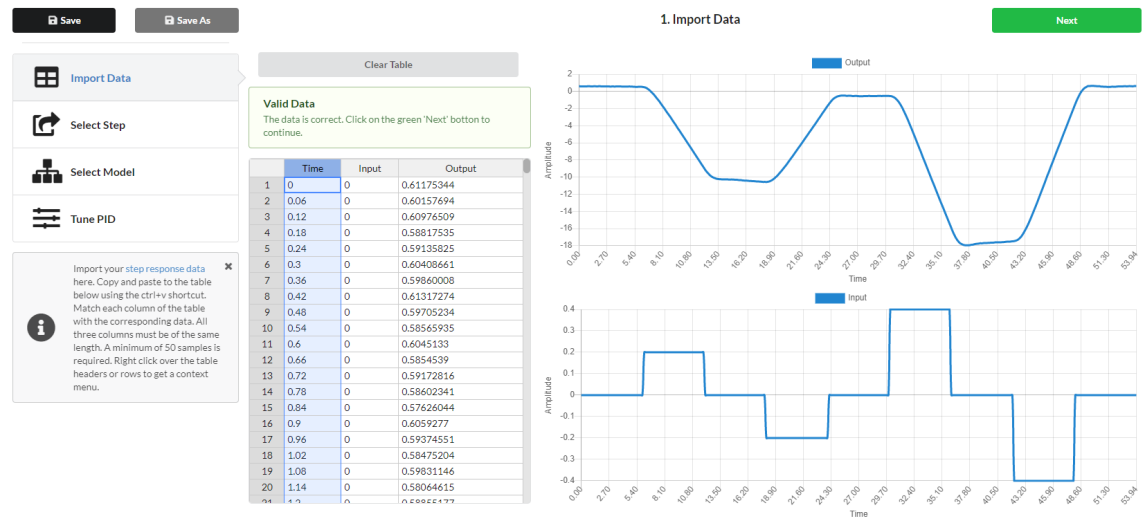 Save
Save As
1. Import Data
Next
Import Data
Select Step
Select Model
Tune PID
Import your step response data
here. Copy and paste to the table
below using the ctrl+v shortcut.
Match each column of the table
with the corresponding data. All
three columns must be of the same
length. A minimum of 50 samples is
required. Right click over the table
headers or rows to get a context
menu.
Clear Table
Valid Data
The data is correct. Click on the green 'Next' botton to
continue.
Time Input Output
1 0 0 0.61175344
2 0.06 0 0.60157694
3 0.12 0 0.60976509
4 0.18 0 0.58817535
5 0.24 0 0.59135825
6 0.3 0 0.60408661
7 0.36 0 0.59860008
8 0.42 0 0.61317274
9 0.48 0 0.59705234
10 0.54 0 0.58565935
11 0.6 0 0.6045133
12 0.66 0 0.5854539
13 0.72 0 0.59172816
14 0.78 0 0.58602341
15 0.84 0 0.57626044
16 0.9 0 0.6059277
17 0.96 0 0.59374551
18 1.02 0 0.58475204
19 1.08 0 0.59831146
20 1.14 0 0.58064615
21 1.2 0 0.58855177
Output
Amplitude
2
0
-2
-4
-6
-8
-10
-12
-14
-16
-18
0.00 2.70 5.40 8.10 10.80 13.50 16.20 18.90 21.60 24.30 27.00 29.70 32.40 35.10 37.80 40.50 43.20 45.90 48.60 51.30 53.94
Time
Input
Amplitude
0.4
0.3
0.2
0.1
0
-0.1
-0.2
-0.3
-0.4
0.00 2.70 5.40 8.10 10.80 13.50 16.20 18.90 21.60 24.30 27.00 29.70 32.40 35.10 37.80 40.50 43.20 45.90 48.60 51.30 53.94
Time